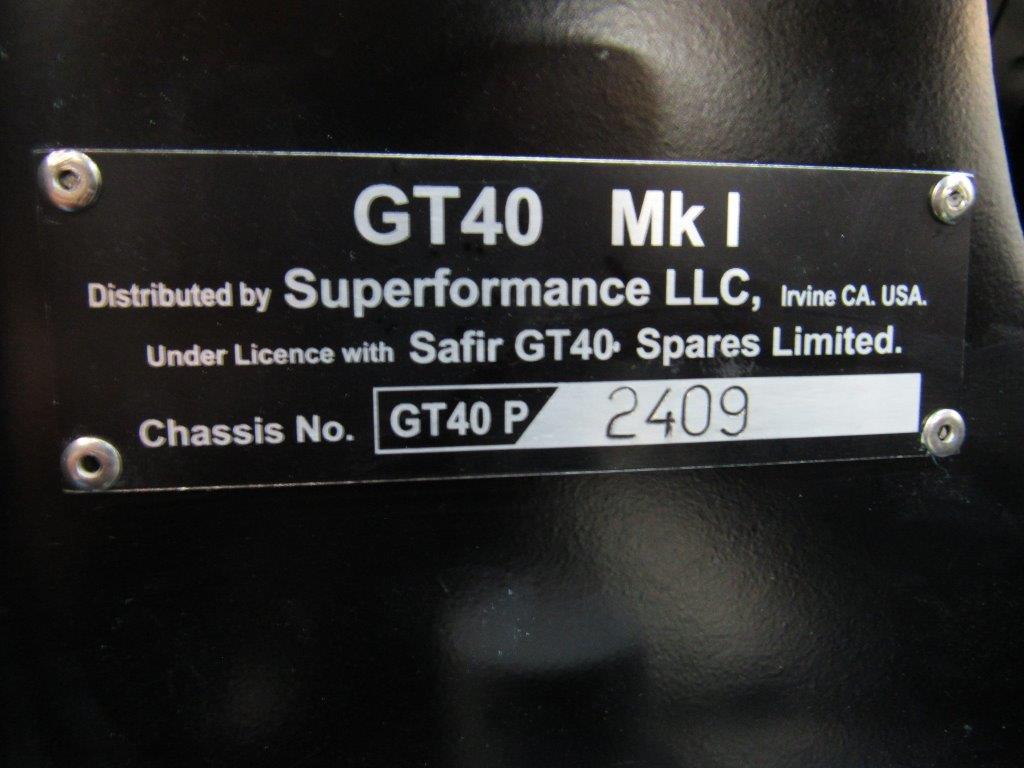 GT40 Mk I
Distributed by Superformance LLC, Irvine CA. USA.
Under Licence with Safir GT40 Spares Limited.
Chassis No. GT40 P 2409